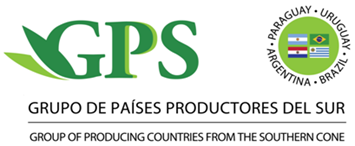 GPS
PARAGUAY • URUGUAY •
ARGENTINA • BRAZIL •
GRUPO DE PAÍSES PRODUCTORES DEL SUR
GROUP OF PRODUCING COUNTRIES FROM THE SOUTHERN CONE